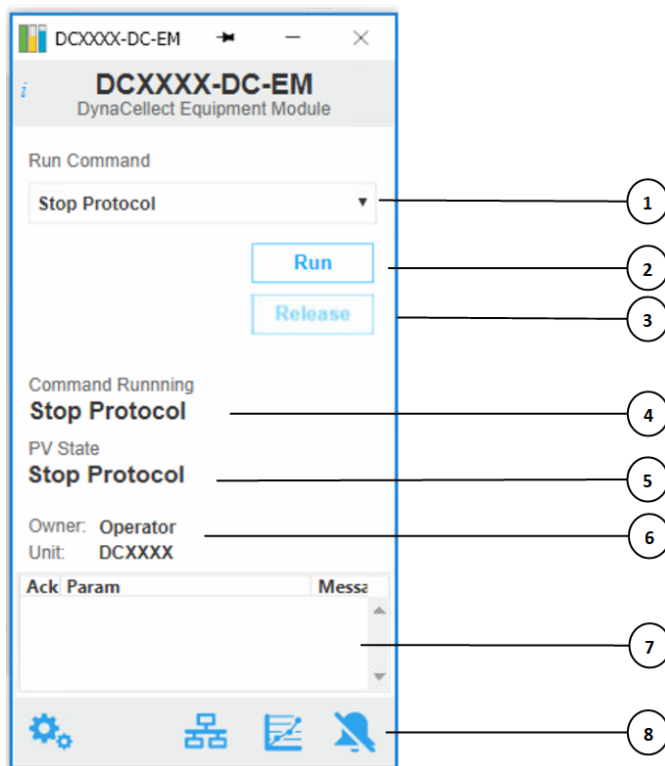 DCXXXX-DC-EM
i
DCXXXX-DC-EM
DynaCellect Equipment Module
Run Command
Stop Protocol
1
Run
2
Release
3
Command Runnning
Stop Protocol
4
PV State
Stop Protocol
5
Owner: Operator
6
Unit: DCXXXX
Ack Param Messa
7
8